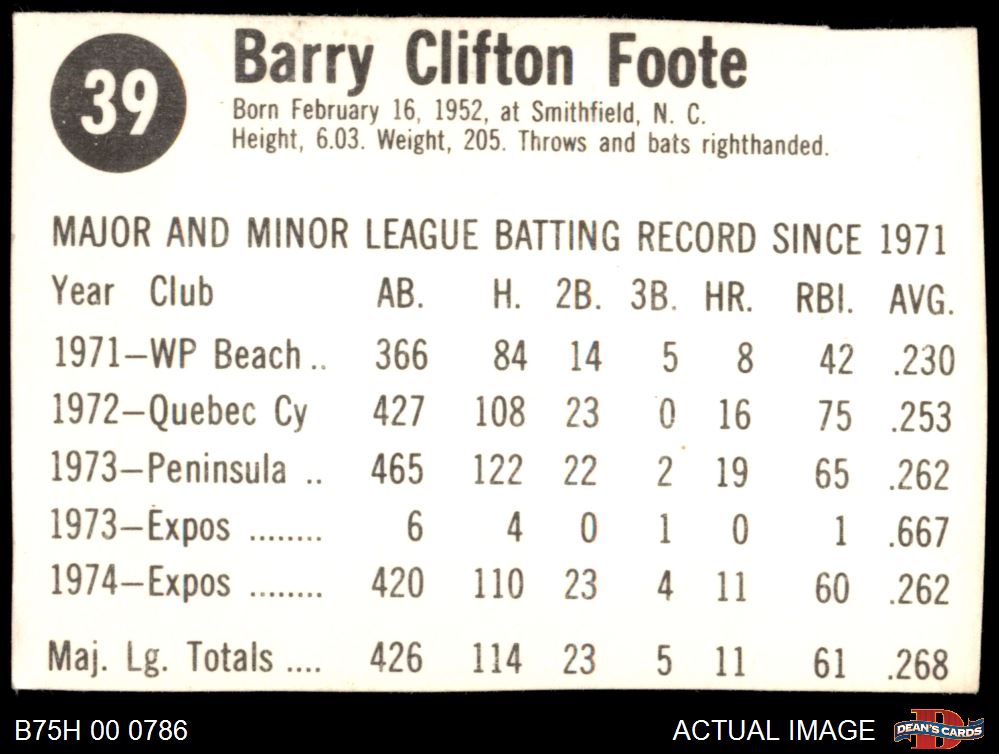 39
Barry Clifton Foote
Born February 16, 1952, at Smithfield, N. C.
Height, 6.03. Weight, 205. Throws and bats righthanded.
MAJOR AND MINOR LEAGUE BATTING RECORD SINCE 1971
Year Club AB. H. 2B. 3B. HR. RBI. AVG.
1971—WP Beach .. 366 84 14 5 8 42 .230
1972—Quebec Cy 427 108 23 0 16 75 .253
1973—Peninsula .. 465 122 22 2 19 65 .262
1973—Expos ........ 6 4 0 1 0 1 .667
1974—Expos ........ 420 110 23 4 11 60 .262
Maj. Lg. Totals .... 426 114 23 5 11 61 .268
B75H 00 0786 ACTUAL IMAGE DEAN'S CARDS